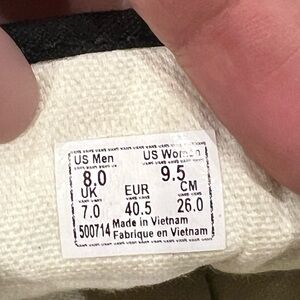 US Men US Women
8.0 9.5
UK EUR CM
7.0 40.5 26.0
500714 Made in Vietnam
Fabrique en Vietnam